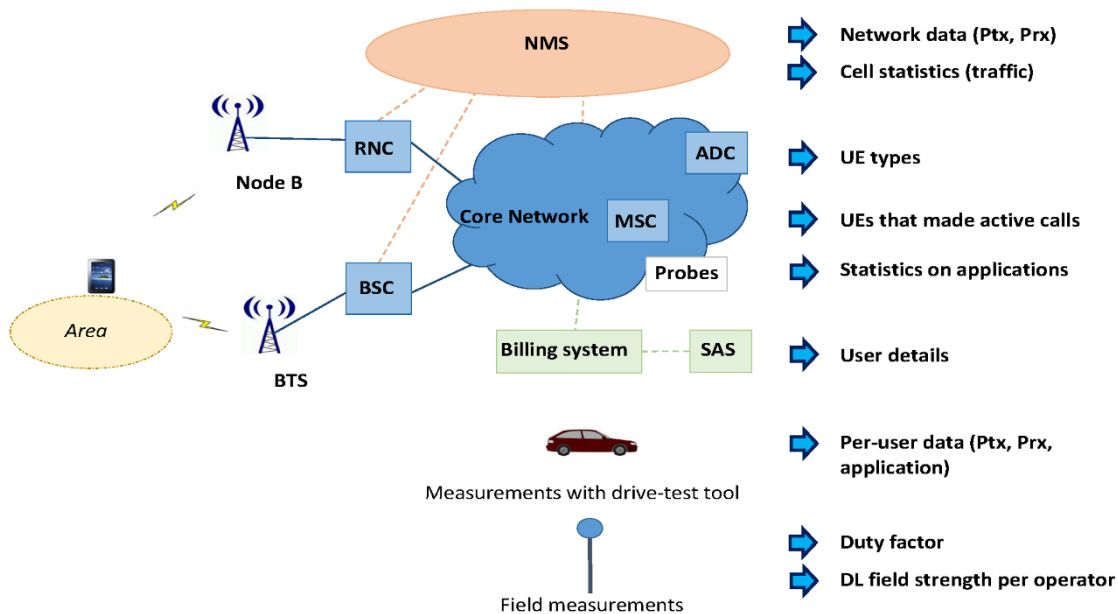 NMS
Network data (Ptx, Prx)
Cell statistics (traffic)
RNC
ADC
Node B
UE types
Core Network
MSC
UEs that made active calls
BSC
Probes
Statistics on applications
Area
BTS
Billing system
SAS
User details
Per-user data (Ptx, Prx,
application)
Measurements with drive-test tool
Duty factor
DL field strength per operator
Field measurements